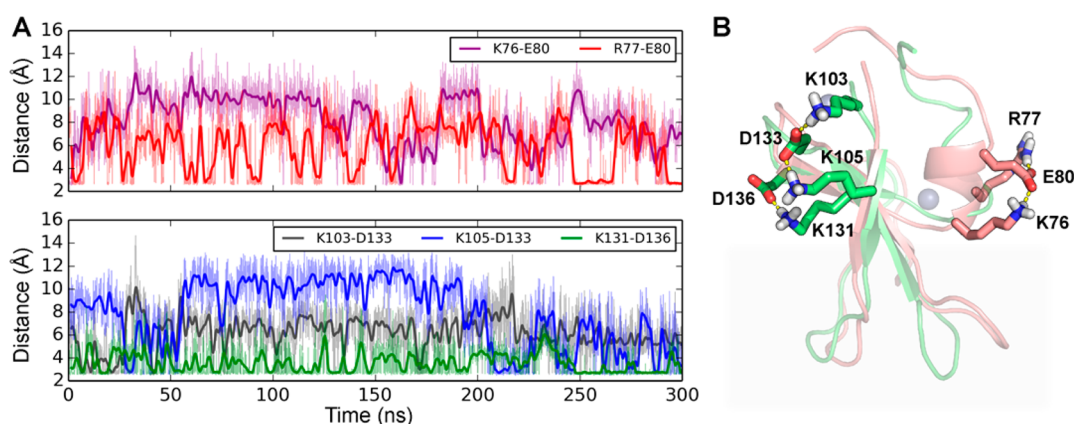 A
16
14
12
10
8
6
4
2
Distance (Å)
K76-E80 R77-E80
16
14
12
10
8
6
4
2
Distance (Å)
K103-D133 K105-D133 K131-D136
0 50 100 150 200 250 300
Time (ns)
B
K103
D133
K105
D136
K131
R77
E80
K76